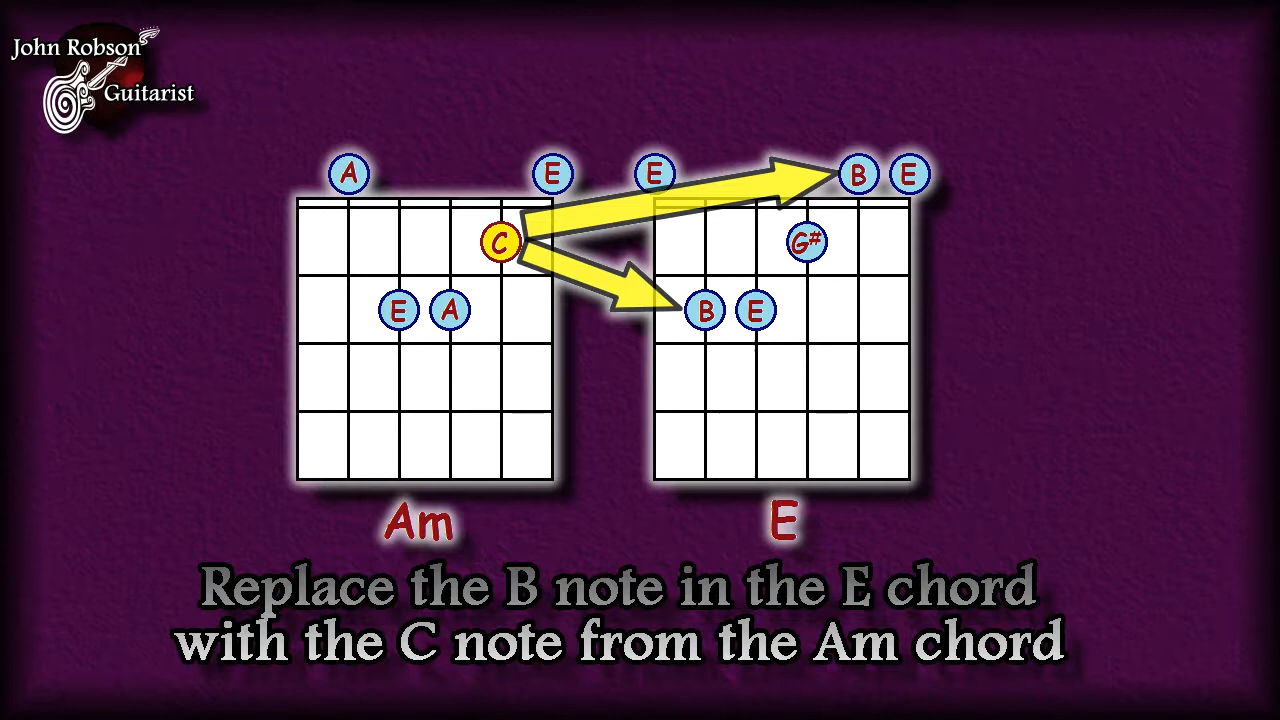 John Robson
Guitarist
A E E B E
C G#
E A B E
Am E
Replace the B note in the E chord
with the C note from the Am chord